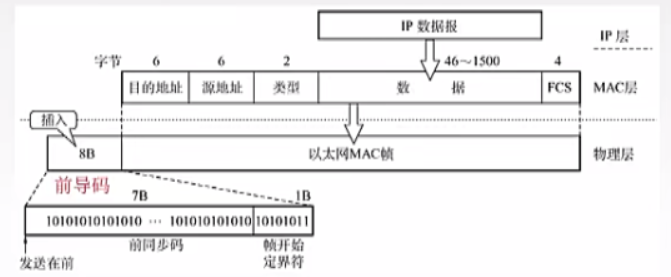 IP 数据报
IP 层
字节 6 6 2 46～1500 4
目的地址 源地址 类型 数 据 FCS MAC层
插入
8B 以太网MAC帧 物理层
前导码
7B 1B
10101010101010 ··· 101010101010 10101011
前同步码 帧开始
定界符
发送在前